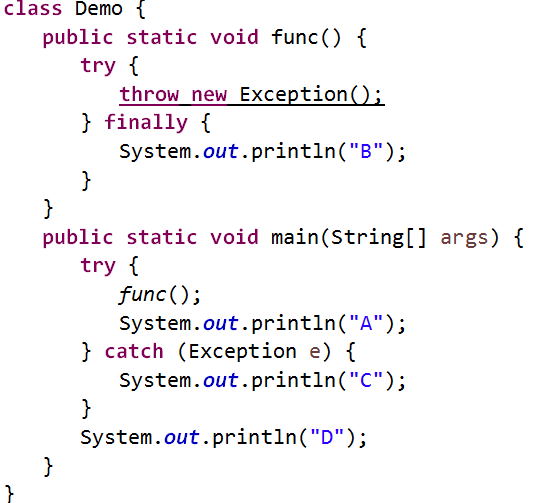 class Demo {
public static void func() {
try {
throw new Exception();
} finally {
System.out.println("B");
}
}
public static void main(String[] args) {
try {
func();
System.out.println("A");
} catch (Exception e) {
System.out.println("C");
}
System.out.println("D");
}
}